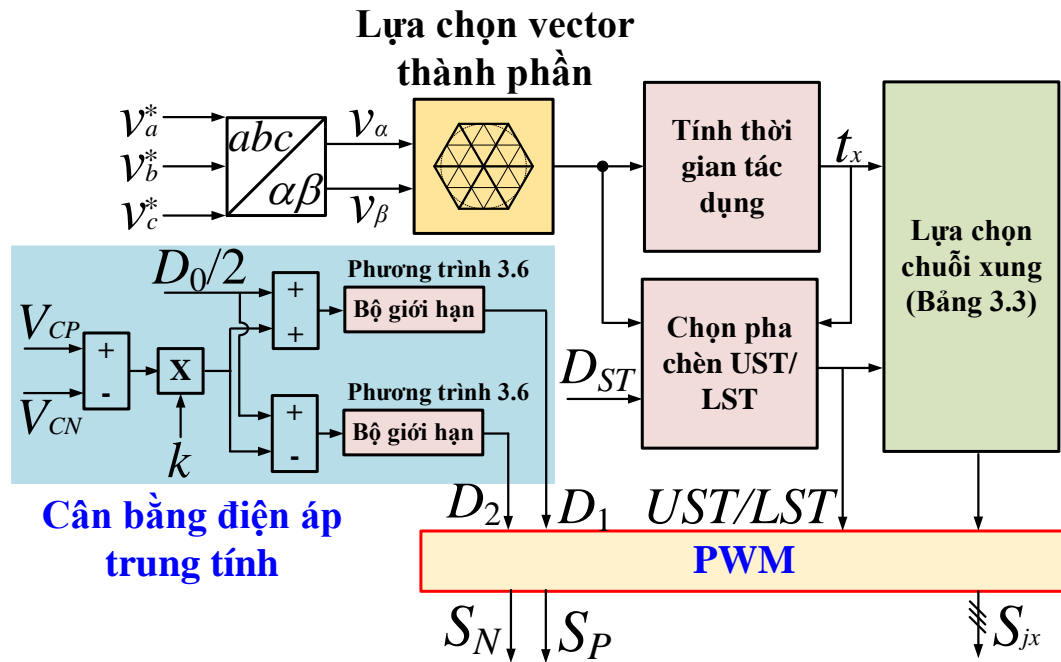 Lựa chọn vector
thành phần
v*a
v*b
v*c
abc
αβ
vα
vβ
Tính thời
gian tác
dụng
tx
Lựa chọn
chuỗi xung
(Bảng 3.3)
Chọn pha
chèn UST/
LST
DST
D0/2
VCP
VCN
+
-
x
k
+
+
Phương trình 3.6
Bộ giới hạn
+
-
Phương trình 3.6
Bộ giới hạn
Cân bằng điện áp
trung tính
D2
D1
UST/LST
PWM
SN
SP
Sjx